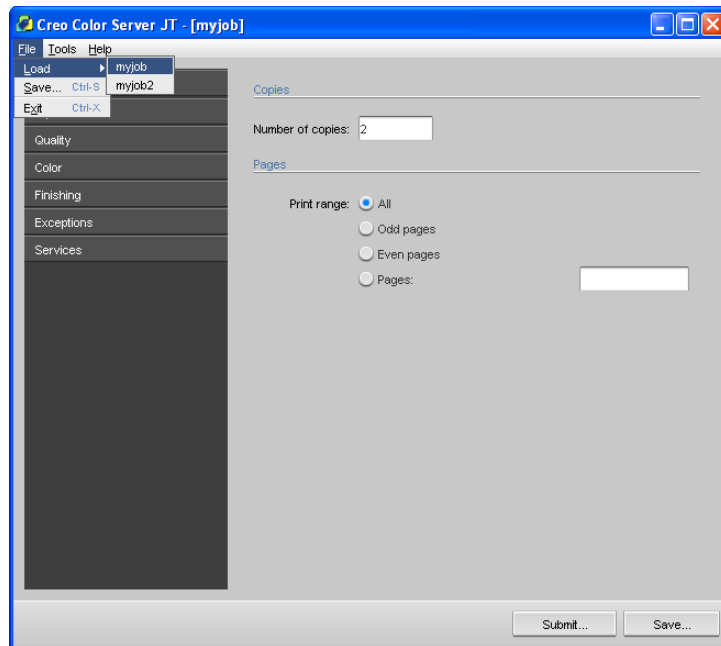 Creo Color Server JT - [myjob]
File Tools Help
Load myjob
Save... Ctrl-S myjob2
Exit Ctrl-X
Quality
Color
Finishing
Exceptions
Services
Copies
Number of copies: 2
Pages
Print range: All
Odd pages
Even pages
Pages:
Submit... Save...